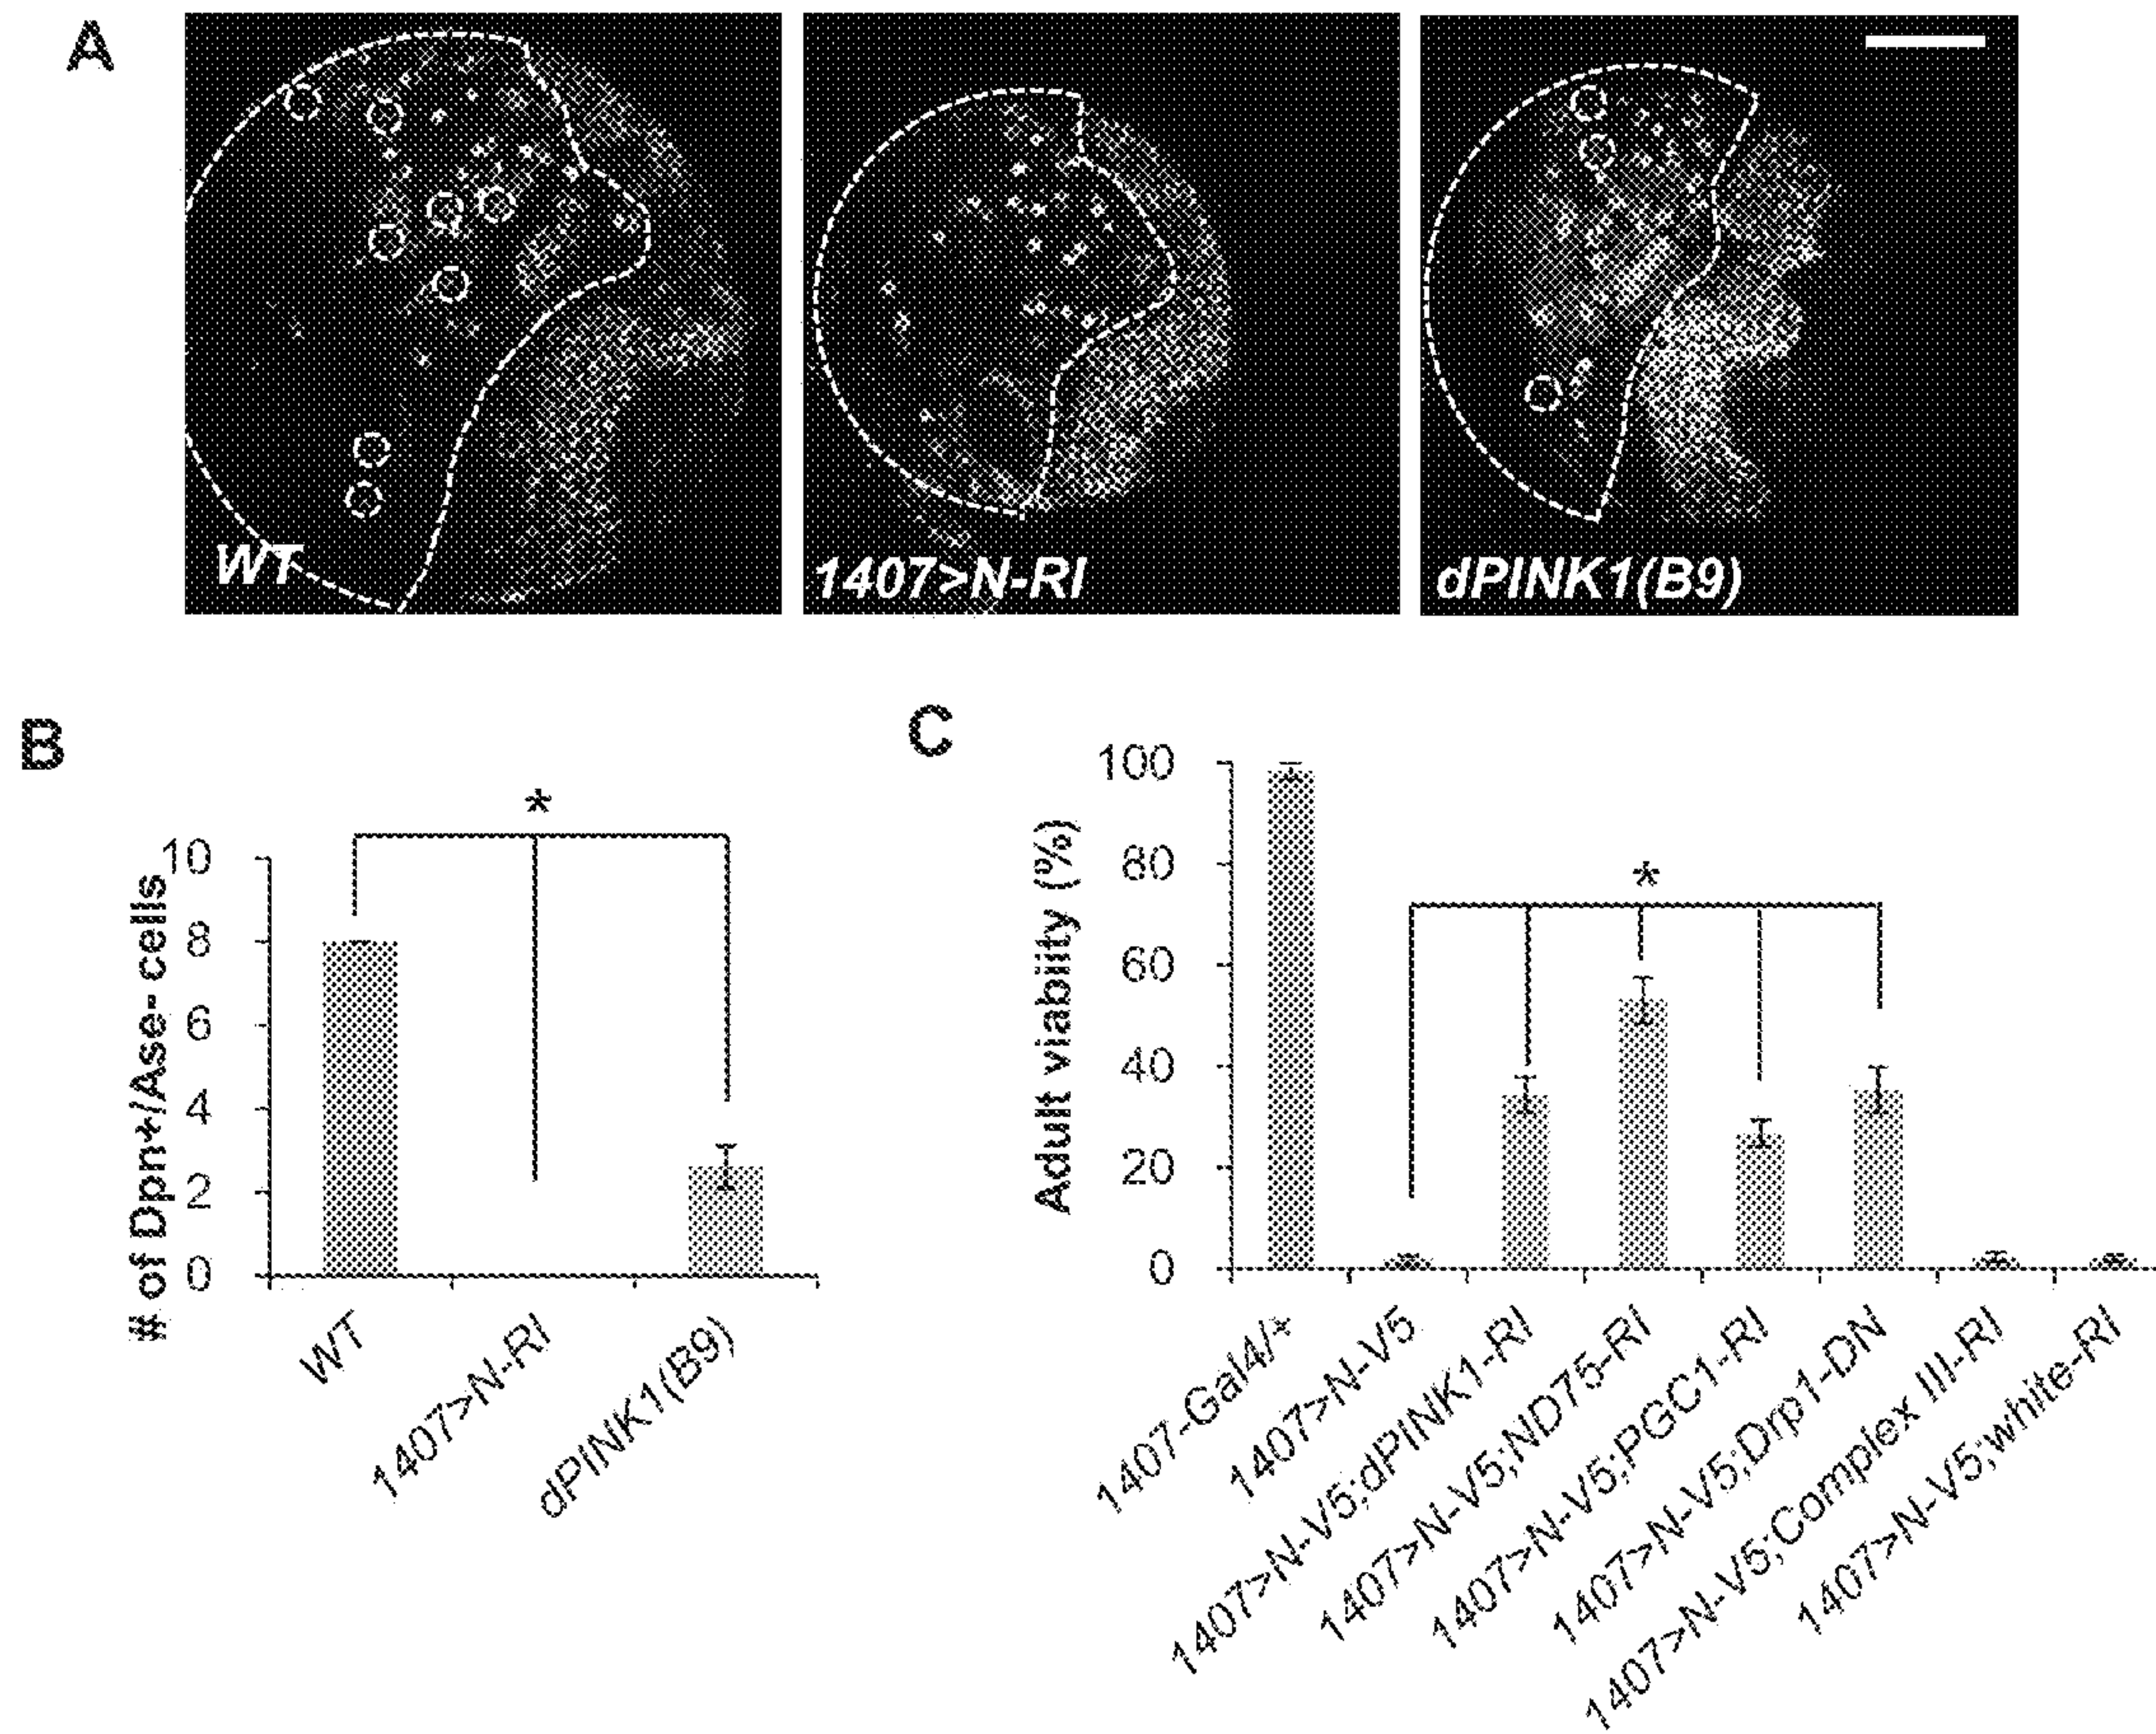 A
WT
1407>N-RI
dPINK1(B9)
B
*
# of Dpn+/Ase- cells
10
8
6
4
2
0
WT
1407>N-RI
dPINK1(B9)
C
*
Adult viabiity (%)
100
80
60
40
20
0
1407-Gal4/+
1407>N-V5
1407>N-V5;dPINK1-RI
1407>N-V5;ND75-RI
1407>N-V5;PGC1-RI
1407>N-V5;Drp1-DN
1407>N-V5;Complex III-RI
1407>N-V5;white-RI